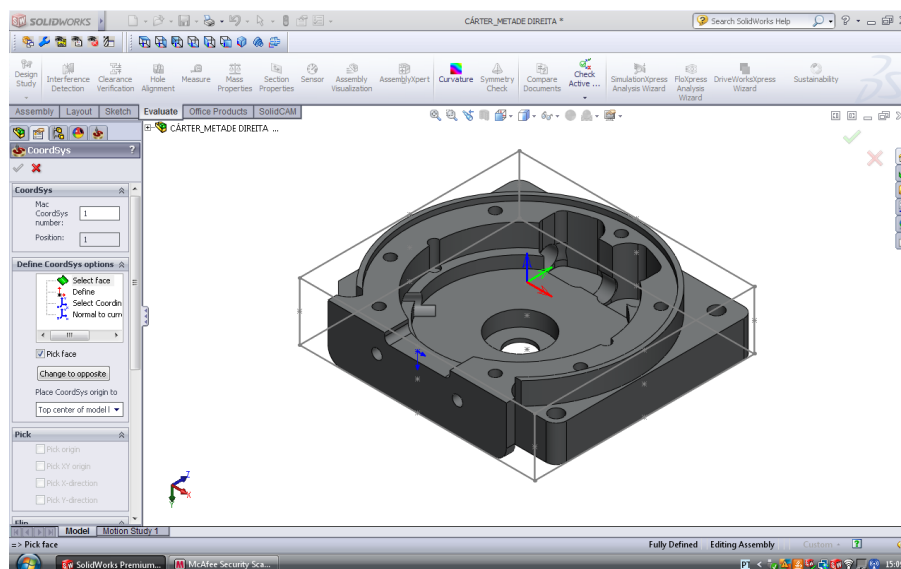 SOLIDWORKS
CÁRTER_METADE DIREITA *
Search SolidWorks Help
Design Study
Interference Detection
Clearance Verification
Hole Alignment
Measure
Mass Properties
Section Properties
Sensor
Assembly Visualization
AssemblyXpert
Curvature
Symmetry Check
Compare Documents
Check Active ...
SimulationXpress Analysis Wizard
FloXpress Analysis Wizard
DriveWorksXpress Wizard
Sustainability
Assembly Layout Sketch Evaluate Office Products SolidCAM
CÁRTER_METADE DIREITA ...
CoordSys ?
CoordSys
Mac CoordSys number: 1
Position: 1
Define CoordSys options
Select face
Define
Select Coordin
Normal to curr
Pick face
Change to opposite
Place CoordSys origin to
Top center of model l
Pick
Pick origin
Pick XY origin
Pick X-direction
Pick Y-direction
Flip
Z
X
Y
Model Motion Study 1
=> Pick face
Fully Defined Editing Assembly Custom
SolidWorks Premium...
McAfee Security Sca...
PT